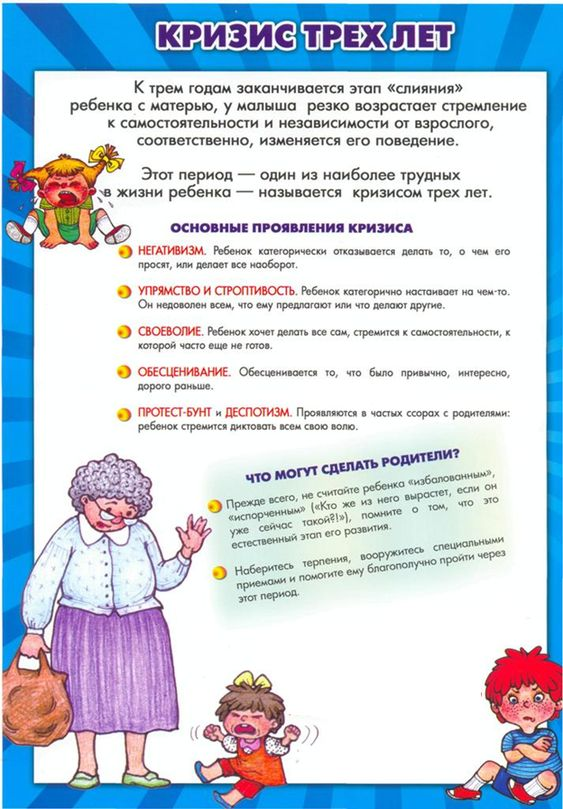 КРИЗИС ТРЕХ ЛЕТ
К трем годам заканчивается этап «слияния»
ребенка с матерью, у малыша резко возрастает стремление
к самостоятельности и независимости от взрослого,
соответственно, изменяется его поведение.
Этот период — один из наиболее трудных
в жизни ребенка — называется кризисом трех лет.
ОСНОВНЫЕ ПРОЯВЛЕНИЯ КРИЗИСА
НЕГАТИВИЗМ. Ребенок категорически отказывается делать то, о чем его
просят, или делает все наоборот.
УПРЯМСТВО И СТРОПТИВОСТЬ. Ребенок категорично настаивает на чем-то.
Он недоволен всем, что ему предлагают или что делают другие.
СВОЕВОЛИЕ. Ребенок хочет делать все сам, стремится к самостоятельности, к
которой часто еще не готов.
ОБЕСЦЕНИВАНИЕ. Обесценивается то, что было привычно, интересно,
дорого раньше.
ПРОТЕСТ-БУНТ и ДЕСПОТИЗМ. Проявляются в частых ссорах с родителями:
ребенок стремится диктовать всем свою волю.
ЧТО МОГУТ СДЕЛАТЬ РОДИТЕЛИ?
Прежде всего, не считайте ребенка «избалованным»,
«испорченным» («Кто же из него вырастет, если он
уже сейчас такой?!»), помните о том, что это
естественный этап его развития.
Наберитесь терпения, вооружитесь специальными
приемами и помогите ему благополучно пройти через
этот период.